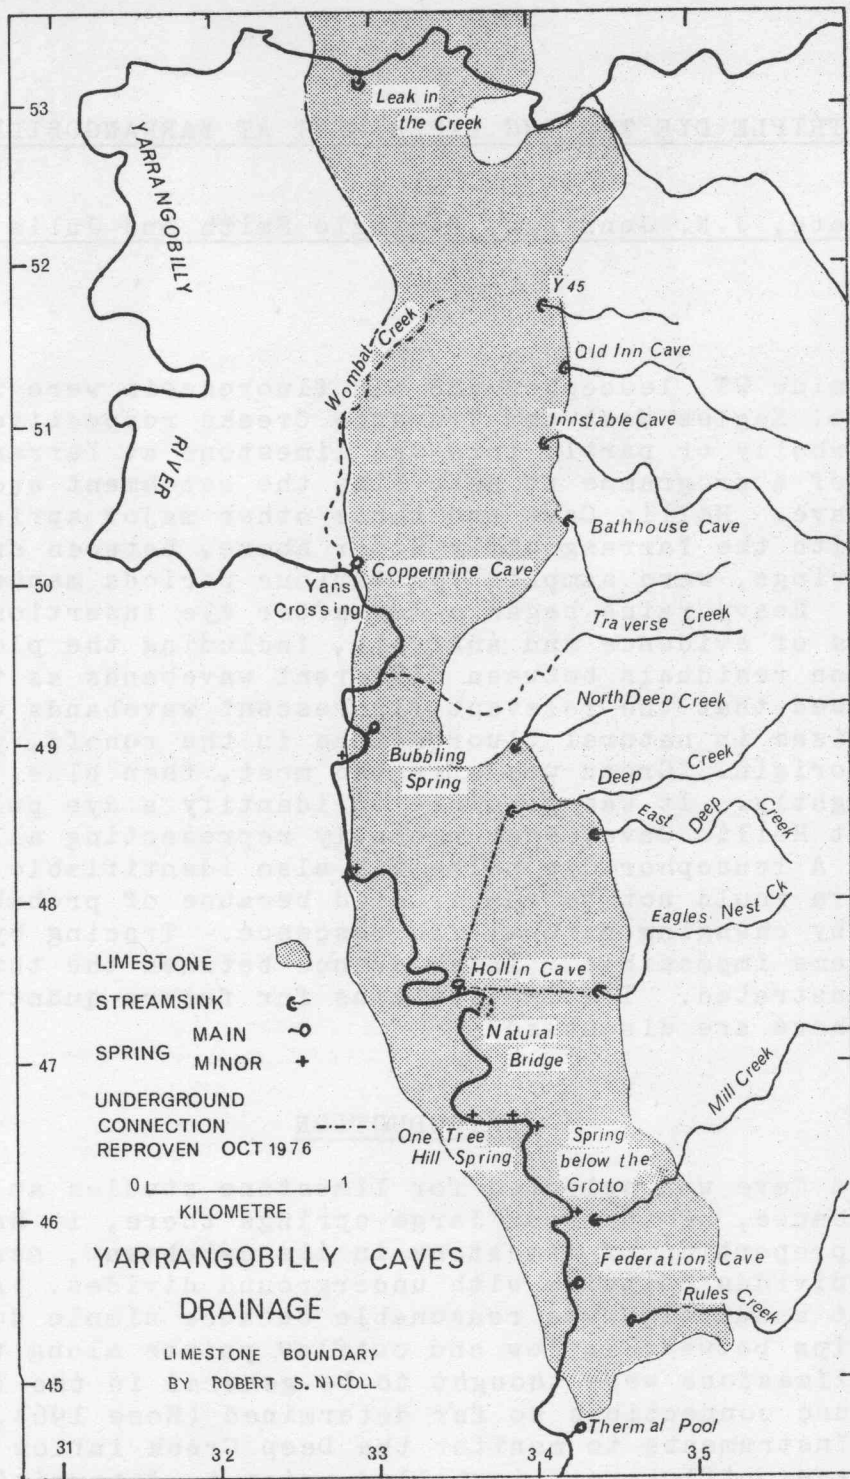 53
Leak in
the Creek
ARRANGOBILLY
52
Y 45
Wombat Creek
Old Inn Cave
51
Innstable Cave
RIVER
Bathhouse Cave
50
Coppermine Cave
Yans
Crossing
Traverse Creek
North Deep Creek
49
Bubbling
Spring
Deep Creek
East Deep Creek
48
Eagles Nest Ck
LIMESTONE
Hollin Cave
STREAMSINK
SPRING MAIN
MINOR
Natural
Bridge
47
Mill Creek
UNDERGROUND
CONNECTION
REPROVEN OCT 1976
One Tree
Hill Spring
Spring
below the
Grotto
0 1
KILOMETRE
46
YARRANGOBILLY CAVES
DRAINAGE
Federation Cave
Rules Creek
LIMESTONE BOUNDARY
BY ROBERT S. NICOLL
45
Thermal Pool
31 32 33 34 35